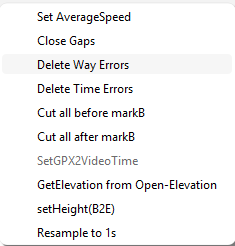 Set AverageSpeed
Close Gaps
Delete Way Errors
Delete Time Errors
Cut all before markB
Cut all after markB
SetGPX2VideoTime
GetElevation from Open-Elevation
setHeight(B2E)
Resample to 1s